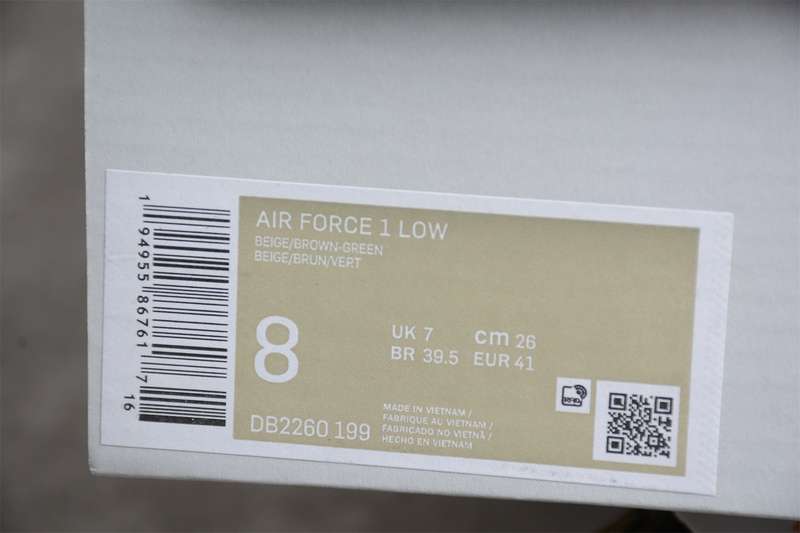 AIR FORCE 1 LOW
BEIGE/BROWN-GREEN
BEIGE/BRUN/VERT
8
UK 7 cm 26
BR 39.5 EUR 41
DB2260 199
MADE IN VIETNAM /
FABRIQUE AU VIETNAM /
FABRICADO NO VIETNÃ /
HECHO EN VIETNAM
RFID
1 94955 86761 7
16